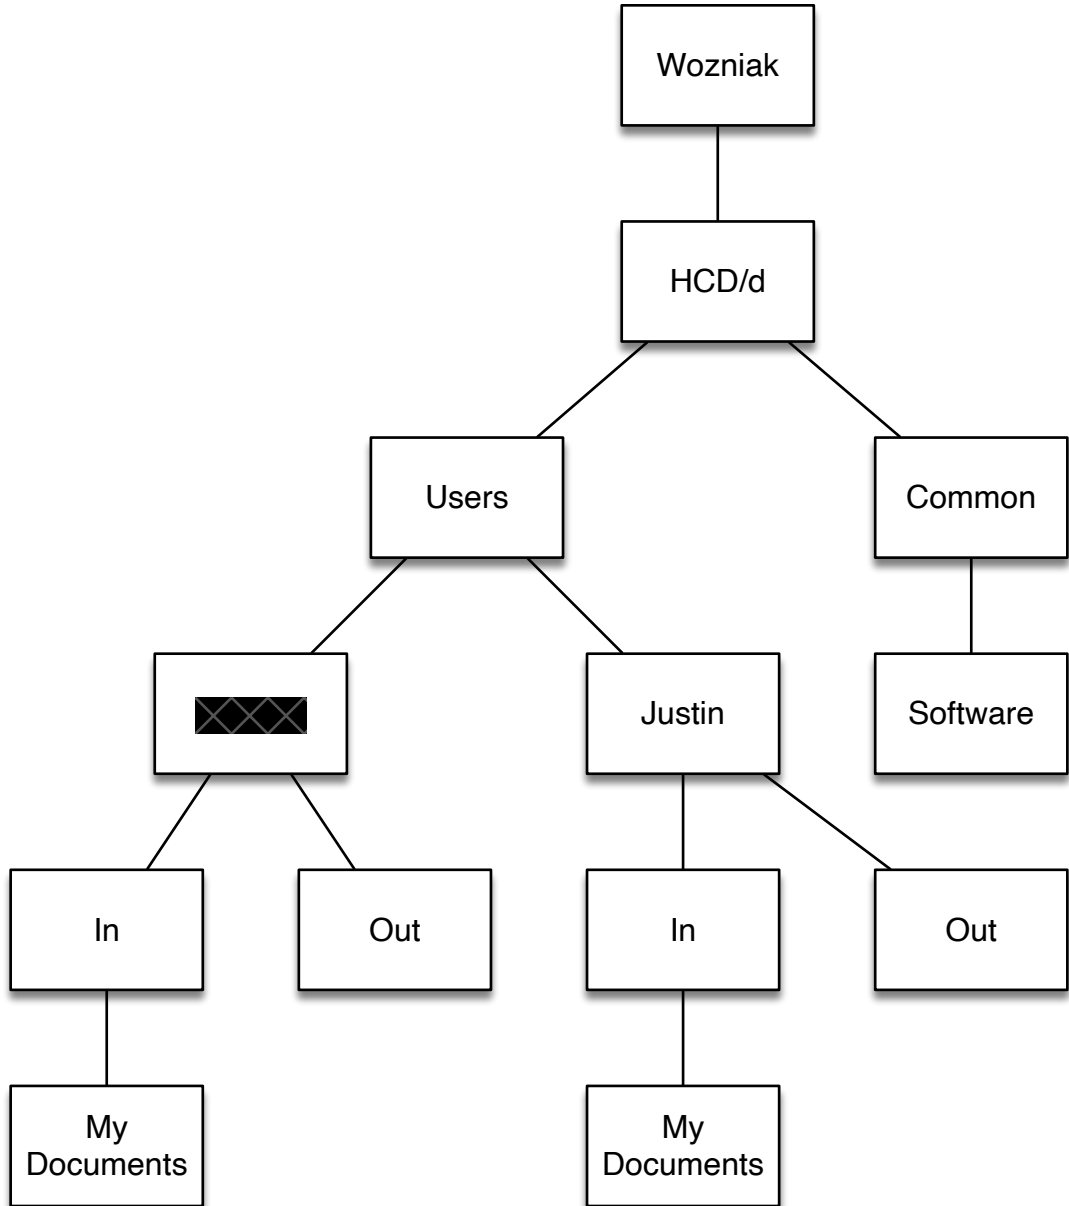 Wozniak
HCD/d
Users
Common
Justin
Software
In
Out
In
Out
My
Documents
My
Documents